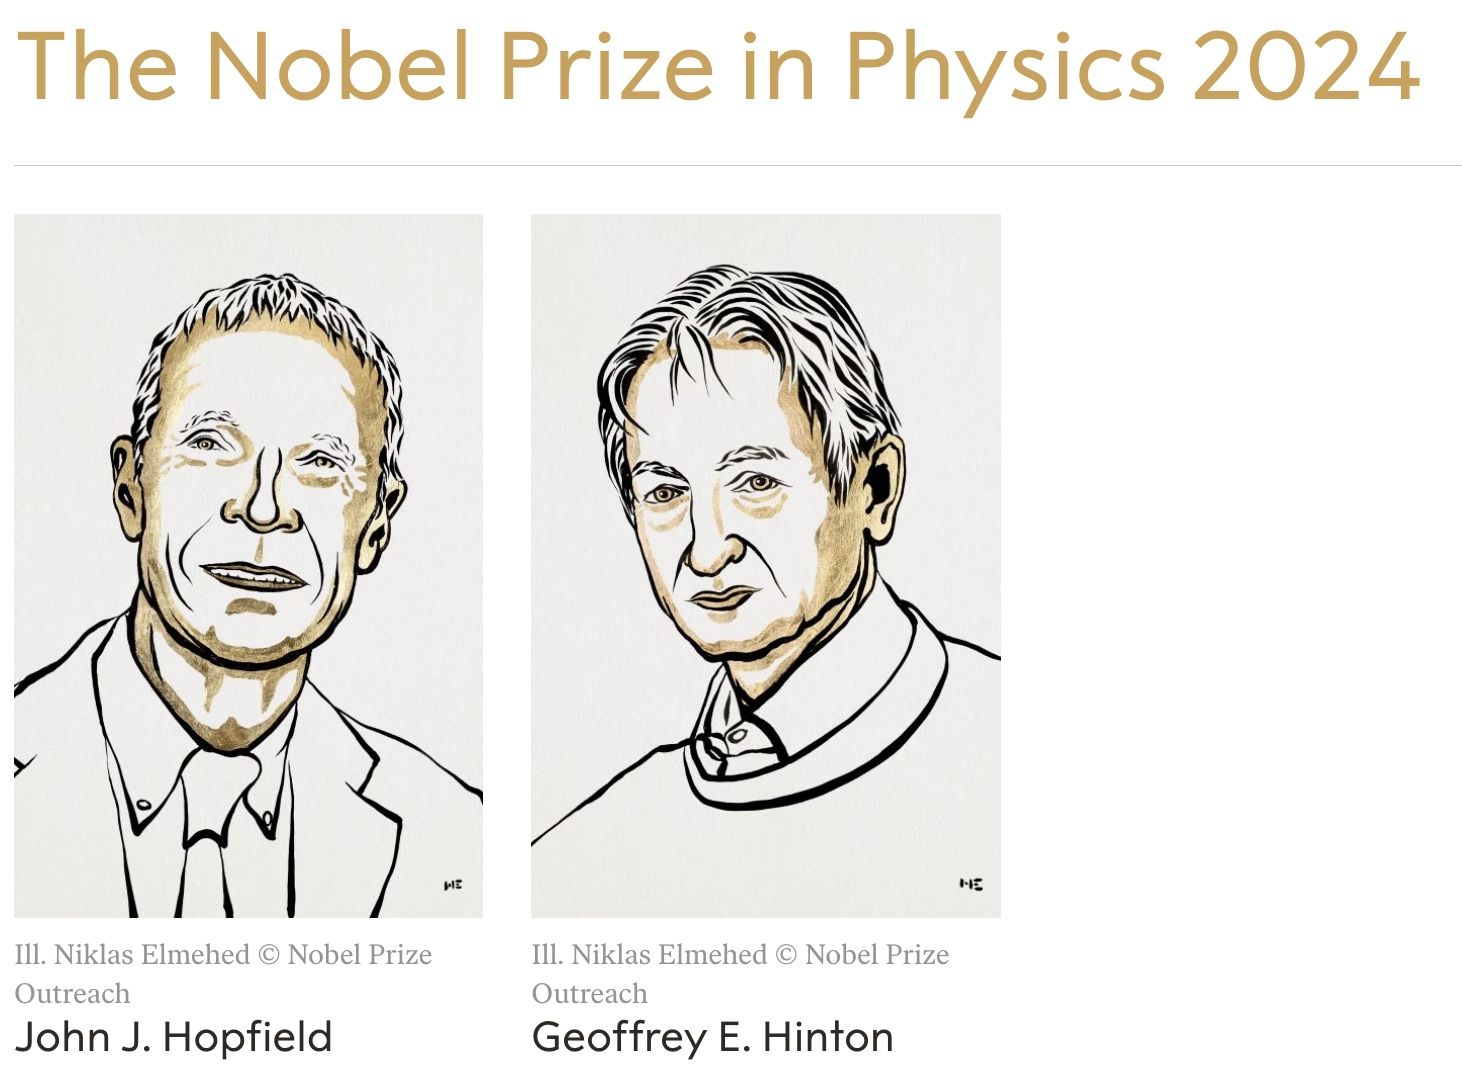 The Nobel Prize in Physics 2024
Ill. Niklas Elmehed © Nobel Prize
Outreach
John J. Hopfield
Ill. Niklas Elmehed © Nobel Prize
Outreach
Geoffrey E. Hinton